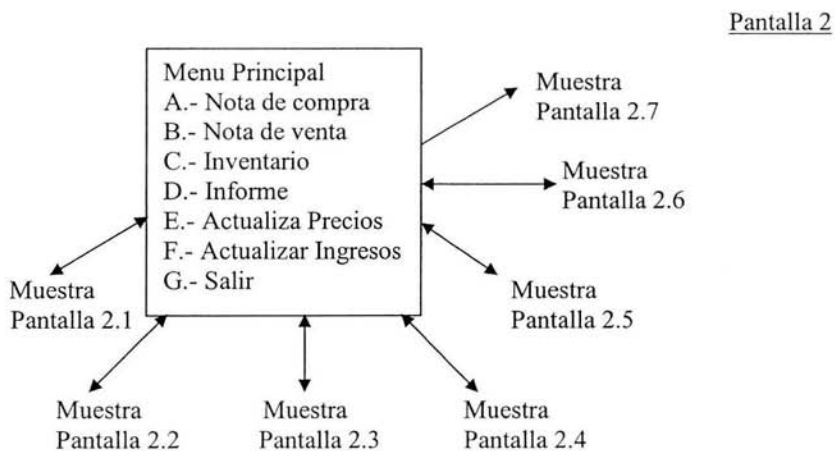 Pantalla 2
Menu Principal
A.- Nota de compra
B.- Nota de venta
C.- Inventario
D.- Informe
E.- Actualiza Precios
F.- Actualizar Ingresos
G.- Salir
Muestra
Pantalla 2.7
Muestra
Pantalla 2.6
Muestra
Pantalla 2.5
Muestra
Pantalla 2.1
Muestra
Pantalla 2.2
Muestra
Pantalla 2.3
Muestra
Pantalla 2.4